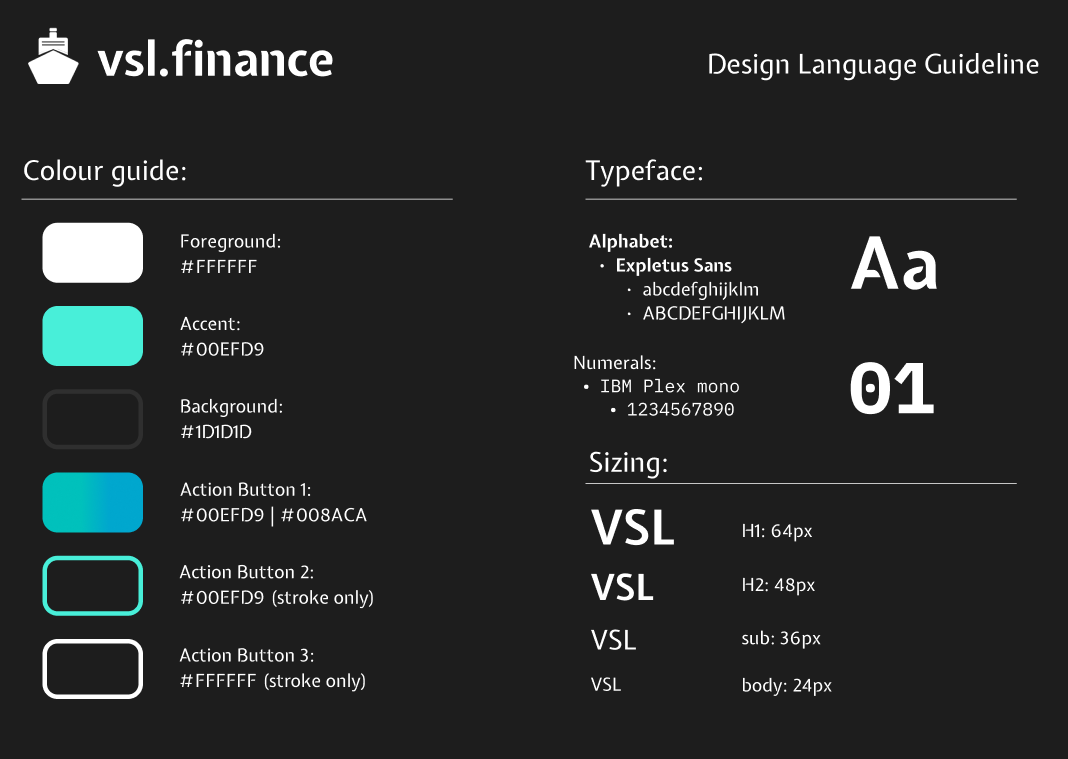 vsl.finance
Design Language Guideline
Colour guide:
Foreground:
#FFFFFF
Accent:
#00EFD9
Background:
#1D1D1D
Action Button 1:
#00EFD9 | #008ACA
Action Button 2:
#00EFD9 (stroke only)
Action Button 3:
#FFFFFF (stroke only)
Typeface:
Alphabet:
• Expletus Sans
• abcdefghijklm
• ABCDEFGHIJKLM
Aa
Numerals:
• IBM Plex mono
• 1234567890
01
Sizing:
VSL H1: 64px
VSL H2: 48px
VSL sub: 36px
VSL body: 24px